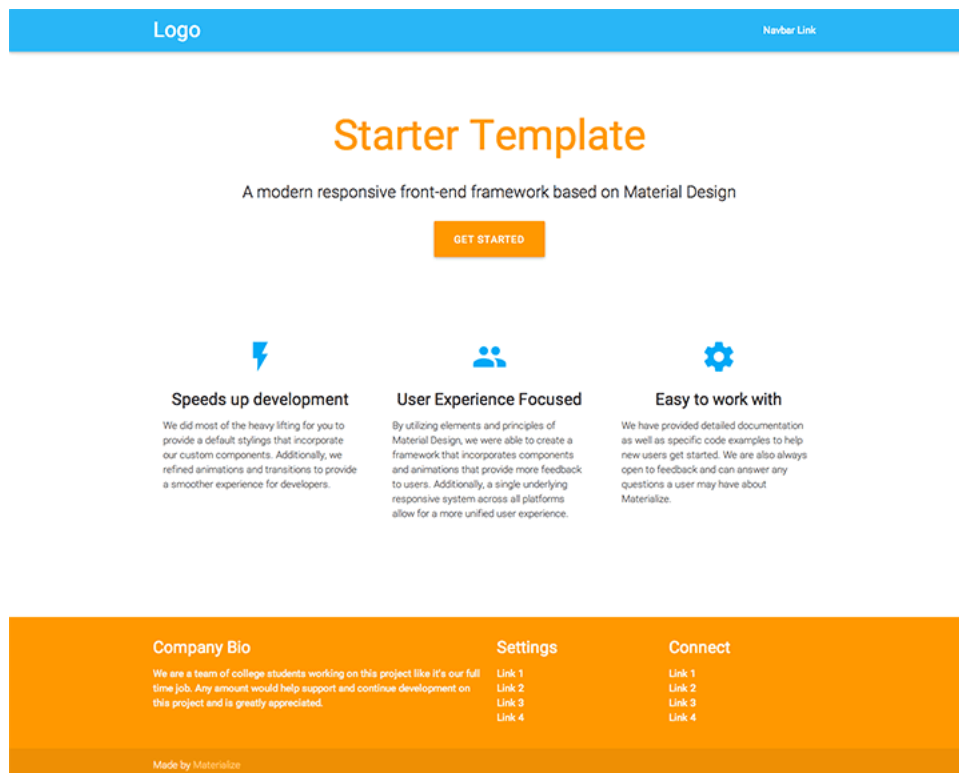 Logo
Navbar Link
Starter Template
A modern responsive front-end framework based on Material Design
GET STARTED
Speeds up development
We did most of the heavy lifting for you to
provide a default stylings that incorporate
our custom components. Additionally, we
refined animations and transitions to provide
a smoother experience for developers.
User Experience Focused
By utilizing elements and principles of
Material Design, we were able to create a
framework that incorporates components
and animations that provide more feedback
to users. Additionally, a single underlying
responsive system across all platforms
allow for a more unified user experience.
Easy to work with
We have provided detailed documentation
as well as specific code examples to help
new users get started. We are also always
open to feedback and can answer any
questions a user may have about
Materialize.
Company Bio
We are a team of college students working on this project like it's our full
time job. Any amount would help support and continue development on
this project and is greatly appreciated.
Settings
Link 1
Link 2
Link 3
Link 4
Connect
Link 1
Link 2
Link 3
Link 4
Made by Materialize